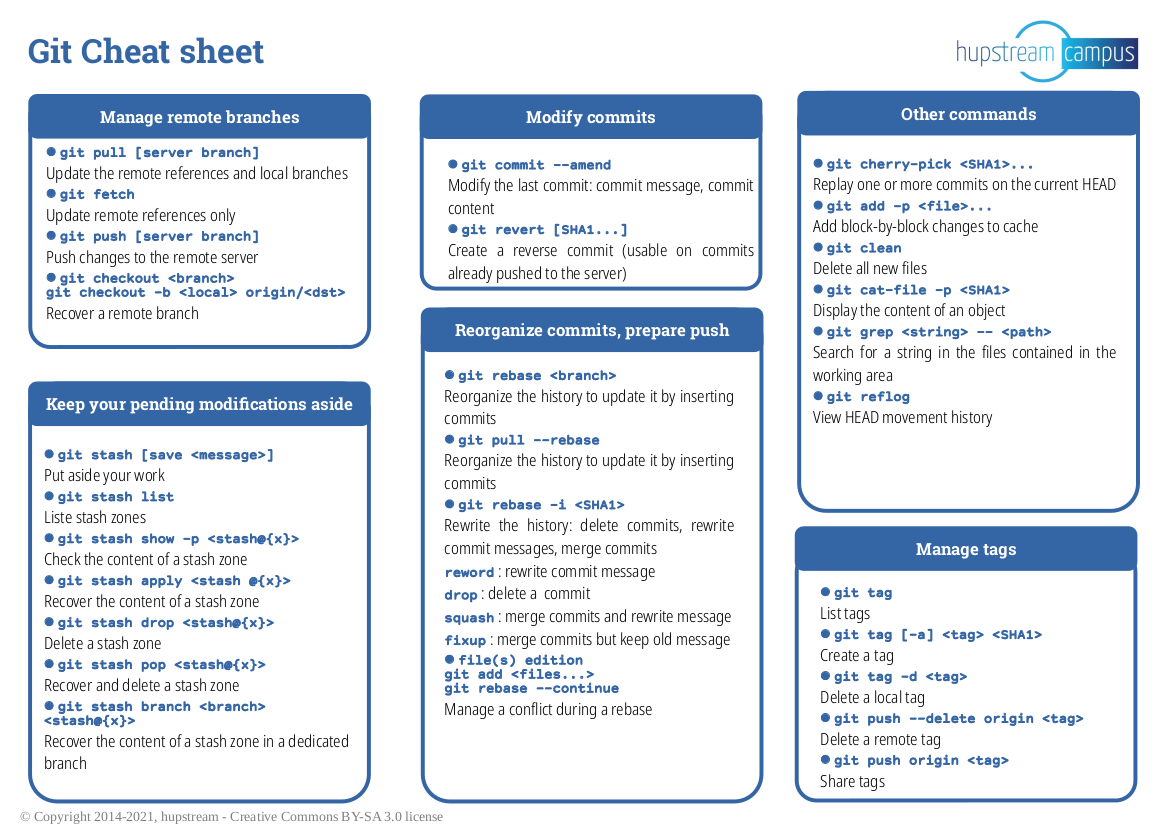 Git Cheat sheet
hupstream campus
Manage remote branches
● git pull [server branch]
Update the remote references and local branches
● git fetch
Update remote references only
● git push [server branch]
Push changes to the remote server
● git checkout <branch>
git checkout -b <local> origin/<dst>
Recover a remote branch
Keep your pending modifications aside
● git stash [save <message>]
Put aside your work
● git stash list
Liste stash zones
● git stash show -p <stash@{x}>
Check the content of a stash zone
● git stash apply <stash @{x}>
Recover the content of a stash zone
● git stash drop <stash@{x}>
Delete a stash zone
● git stash pop <stash@{x}>
Recover and delete a stash zone
● git stash branch <branch>
<stash@{x}>
Recover the content of a stash zone in a dedicated
branch
Modify commits
● git commit --amend
Modify the last commit: commit message, commit
content
● git revert [SHA1...]
Create a reverse commit (usable on commits
already pushed to the server)
Reorganize commits, prepare push
● git rebase <branch>
Reorganize the history to update it by inserting
commits
● git pull --rebase
Reorganize the history to update it by inserting
commits
● git rebase -i <SHA1>
Rewrite the history: delete commits, rewrite
commit messages, merge commits
reword : rewrite commit message
drop : delete a commit
squash : merge commits and rewrite message
fixup : merge commits but keep old message
● file(s) edition
git add <files...>
git rebase --continue
Manage a conflict during a rebase
Other commands
● git cherry-pick <SHA1>...
Replay one or more commits on the current HEAD
● git add -p <file>...
Add block-by-block changes to cache
● git clean
Delete all new files
● git cat-file -p <SHA1>
Display the content of an object
● git grep <string> -- <path>
Search for a string in the files contained in the
working area
● git reflog
View HEAD movement history
Manage tags
● git tag
List tags
● git tag [-a] <tag> <SHA1>
Create a tag
● git tag -d <tag>
Delete a local tag
● git push --delete origin <tag>
Delete a remote tag
● git push origin <tag>
Share tags
© Copyright 2014-2021, hupstream - Creative Commons BY-SA 3.0 license